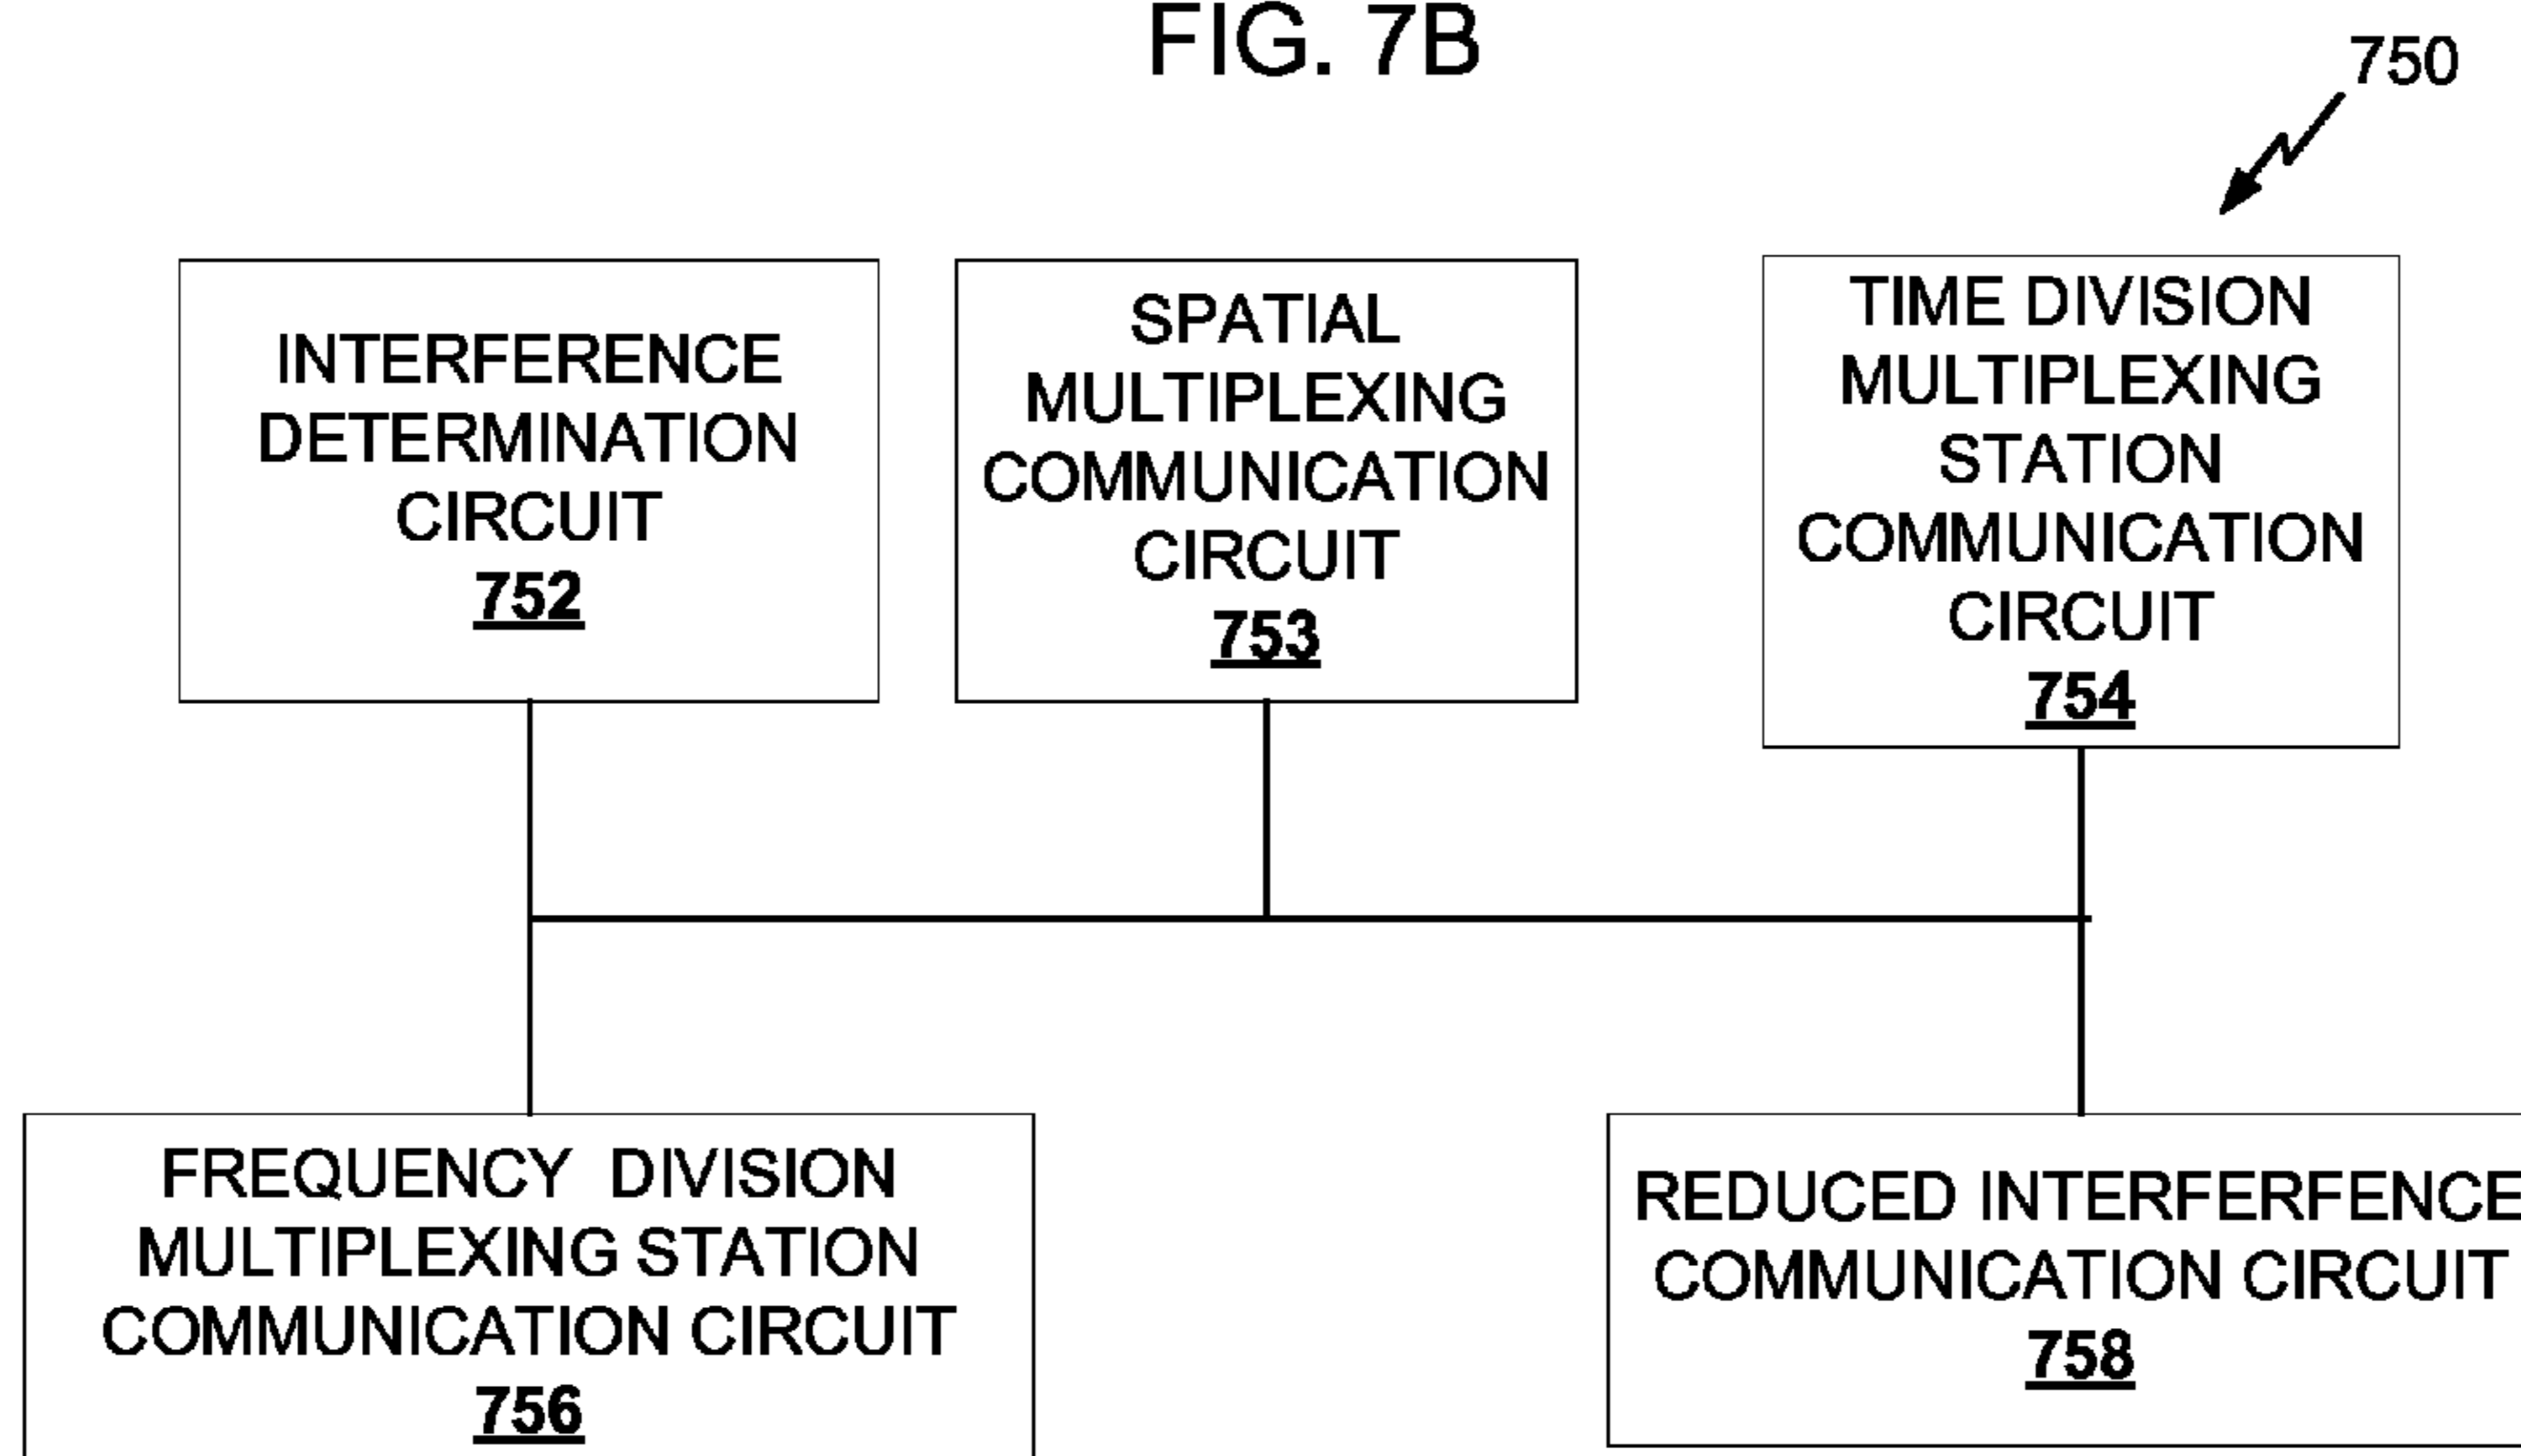 FIG. 7B
750
INTERFERENCE
DETERMINATION
CIRCUIT
752
SPATIAL
MULTIPLEXING
COMMUNICATION
CIRCUIT
753
TIME DIVISION
MULTIPLEXING
STATION
COMMUNICATION
CIRCUIT
754
FREQUENCY DIVISION
MULTIPLEXING STATION
COMMUNICATION CIRCUIT
756
REDUCED INTERFERFENCE
COMMUNICATION CIRCUIT
758